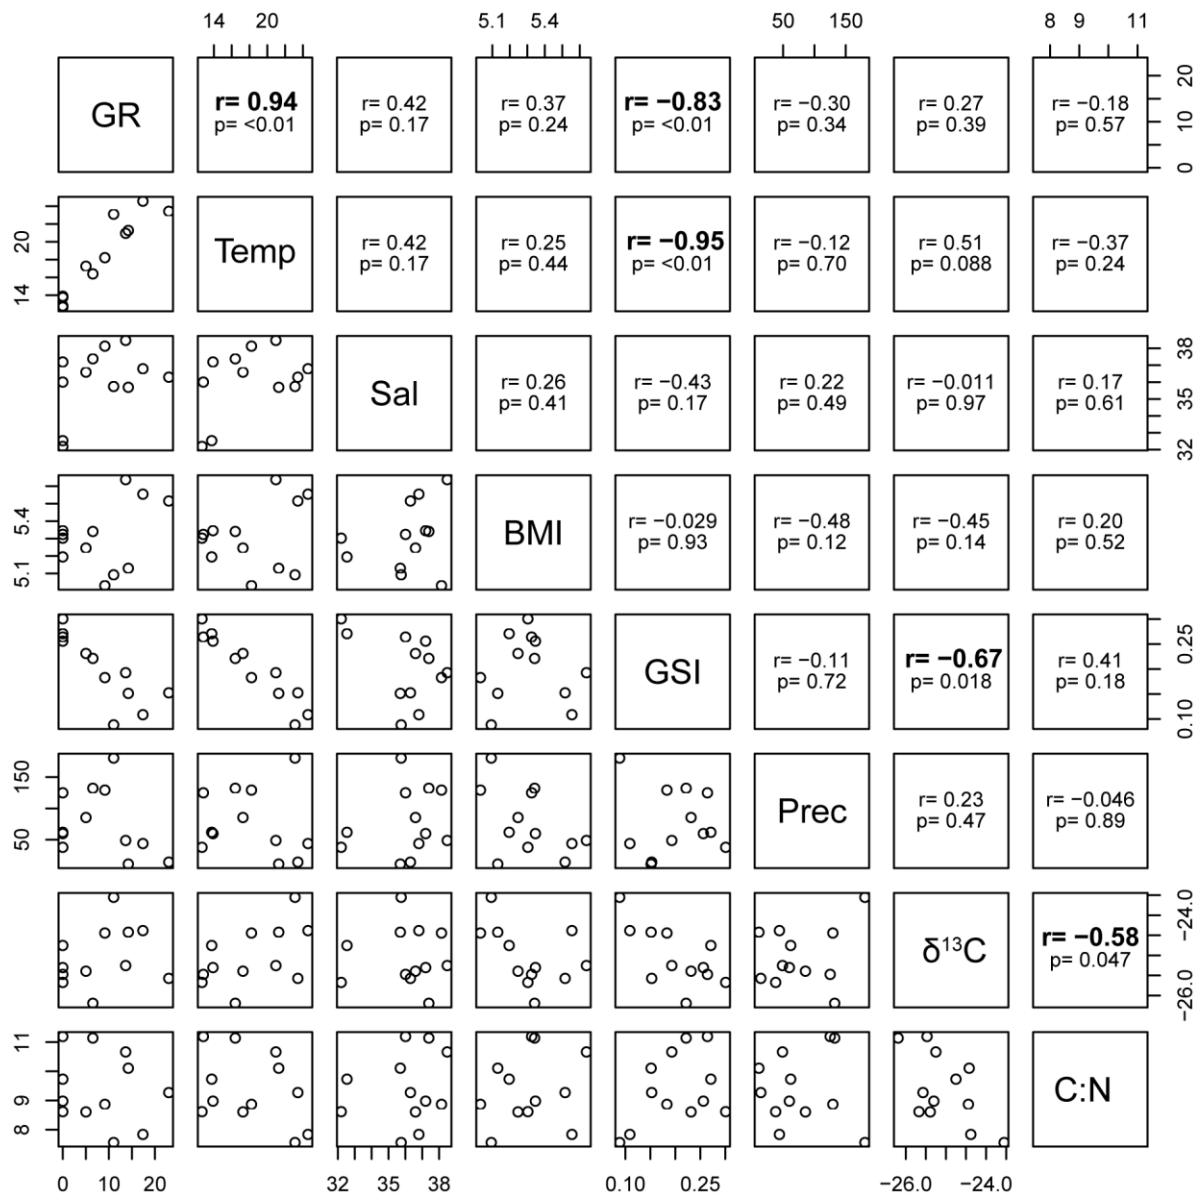 14 20 5.1 5.4 50 150 8 9 11
GR r= 0.94 r= 0.42 r= 0.37 r= −0.83 r= −0.30 r= 0.27 r= −0.18
p= <0.01 p= 0.17 p= 0.24 p= <0.01 p= 0.34 p= 0.39 p= 0.57
0 10 20
14 20
Temp r= 0.42 r= 0.25 r= −0.95 r= −0.12 r= 0.51 r= −0.37
p= 0.17 p= 0.44 p= <0.01 p= 0.70 p= 0.088 p= 0.24
Sal r= 0.26 r= −0.43 r= 0.22 r= −0.011 r= 0.17
p= 0.41 p= 0.17 p= 0.49 p= 0.97 p= 0.61
32 35 38
5.1 5.4
BMI r= −0.029 r= −0.48 r= −0.45 r= 0.20
p= 0.93 p= 0.12 p= 0.14 p= 0.52
GSI r= −0.11 r= −0.67 r= 0.41
p= 0.72 p= 0.018 p= 0.18
0.10 0.25
50 150
Prec r= 0.23 r= −0.046
p= 0.47 p= 0.89
δ¹³C r= −0.58
p= 0.047
−26.0 −24.0
8 9 11
C:N
0 10 20 32 35 38 0.10 0.25 −26.0 −24.0